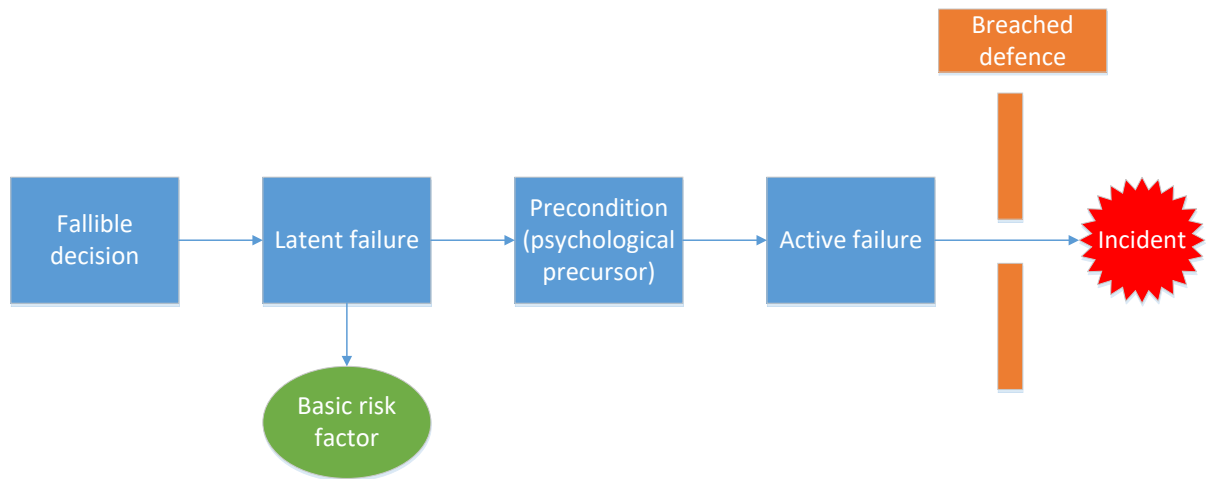 Breached
defence
Fallible
decision
Latent failure
Precondition
(psychological
precursor)
Active failure
Incident
Basic risk
factor